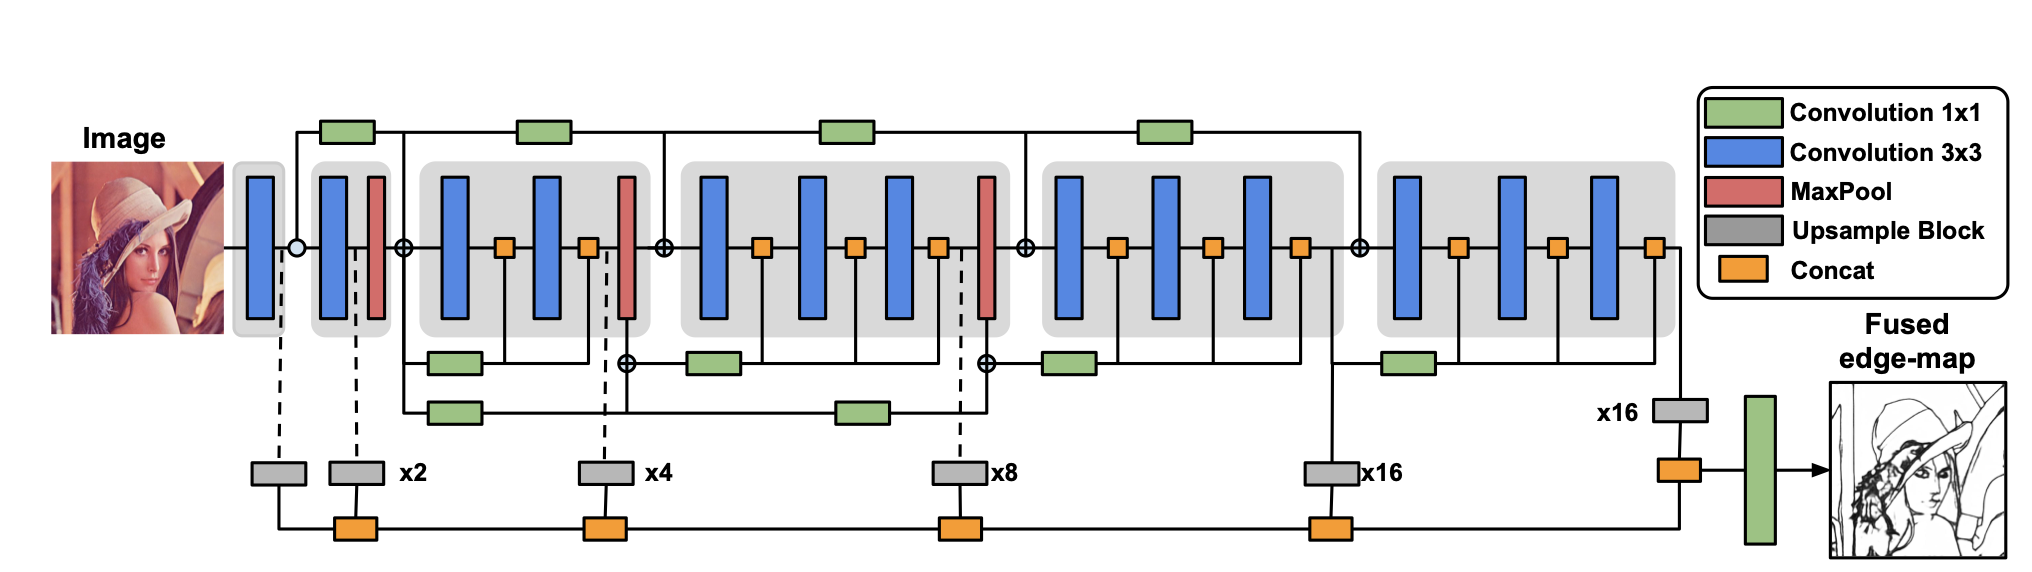 Image
Convolution 1x1
Convolution 3x3
MaxPool
Upsample Block
Concat
Fused
edge-map
x2
x4
x8
x16
x16